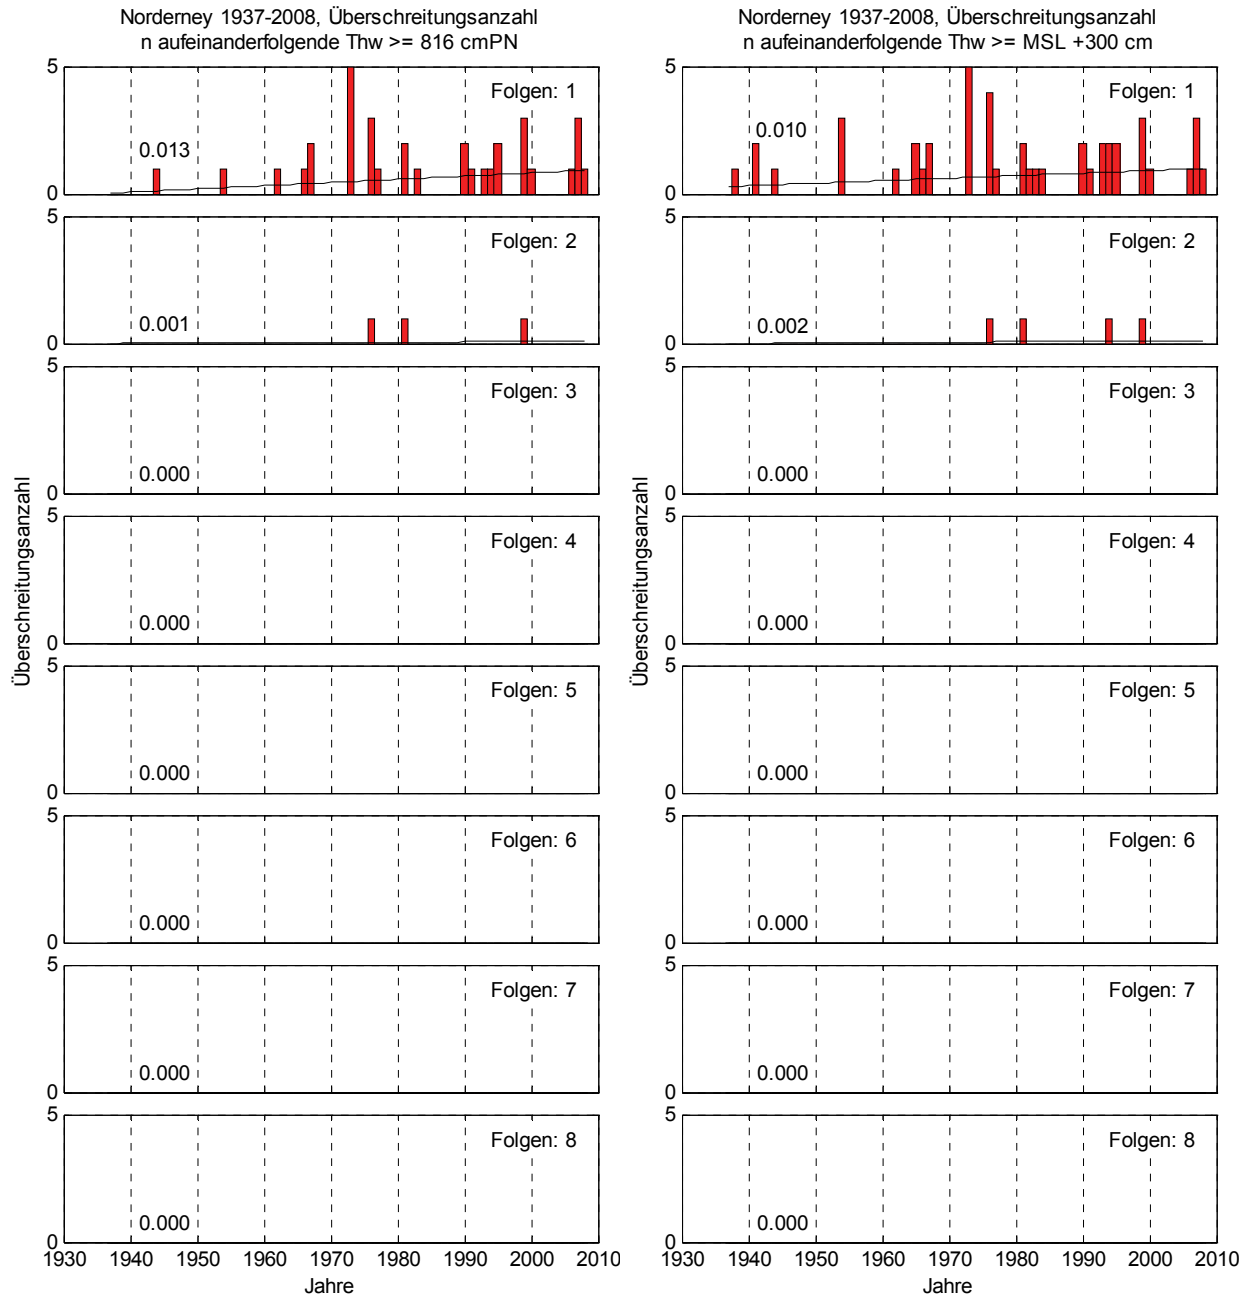 Norderney 1937-2008, Überschreitungsanzahl
n aufeinanderfolgende Thw >= 816 cmPN
5
Folgen: 1
0.013
0
5
Folgen: 2
0.001
0
5
Folgen: 3
0.000
0
5
Folgen: 4
0.000
0
5
Folgen: 5
0.000
0
5
Folgen: 6
0.000
0
5
Folgen: 7
0.000
0
5
Folgen: 8
0.000
0
1930 1940 1950 1960 1970 1980 1990 2000 2010
Jahre
Überschreitungsanzahl
Norderney 1937-2008, Überschreitungsanzahl
n aufeinanderfolgende Thw >= MSL +300 cm
5
Folgen: 1
0.010
0
5
Folgen: 2
0.002
0
5
Folgen: 3
0.000
0
5
Folgen: 4
0.000
0
5
Folgen: 5
0.000
0
5
Folgen: 6
0.000
0
5
Folgen: 7
0.000
0
5
Folgen: 8
0.000
0
1930 1940 1950 1960 1970 1980 1990 2000 2010
Jahre
Überschreitungsanzahl